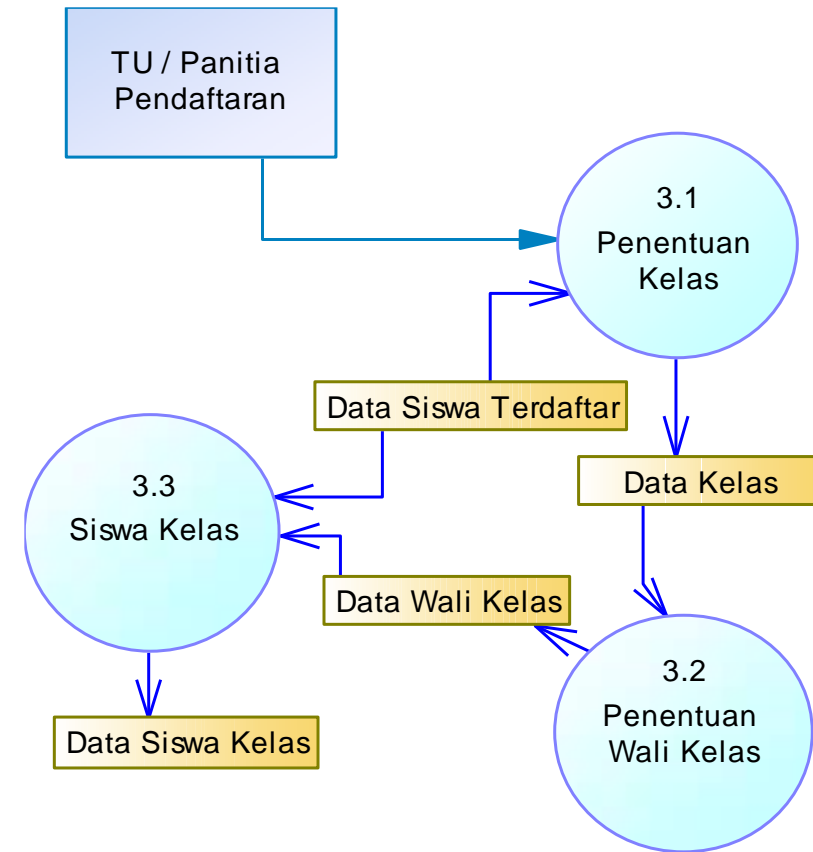 TU / Panitia
Pendaftaran
3.1
Penentuan
Kelas
Data Siswa Terdaftar
3.3
Siswa Kelas
Data Kelas
Data Wali Kelas
3.2
Penentuan
Wali Kelas
Data Siswa Kelas